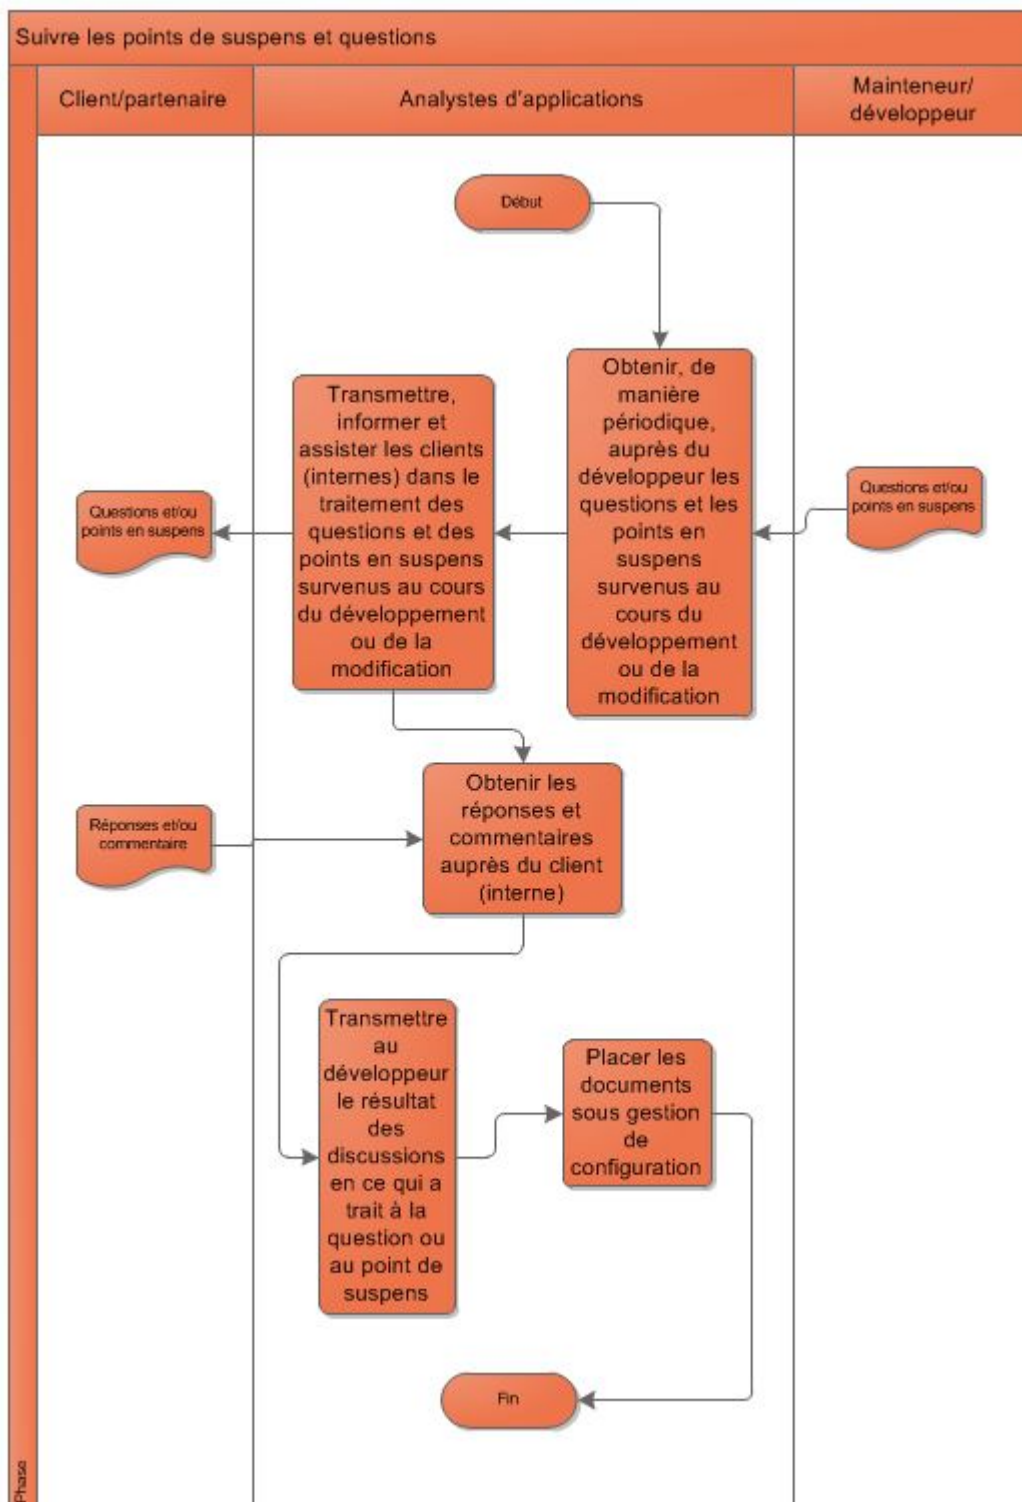 Suivre les points de suspens et questions
Client/partenaire
Analystes d'applications
Mainteneur/
développeur
Début
Transmettre,
informer et
assister les clients
(internes) dans le
traitement des
questions et des
points en suspens
survenus au cours
du développement
ou de la
modification
Obtenir, de
manière
périodique,
auprès du
développeur les
questions et les
points en
suspens
survenus au
cours du
développement
ou de la
modification
Questions et/ou
points en suspens
Questions et/ou
points en suspens
Obtenir les
réponses et
commentaires
auprès du client
(interne)
Réponses et/ou
commentaire
Transmettre
au
développeur
le résultat
des
discussions
en ce qui a
trait à la
question ou
au point de
suspens
Placer les
documents
sous gestion
de
configuration
Fin
Phase